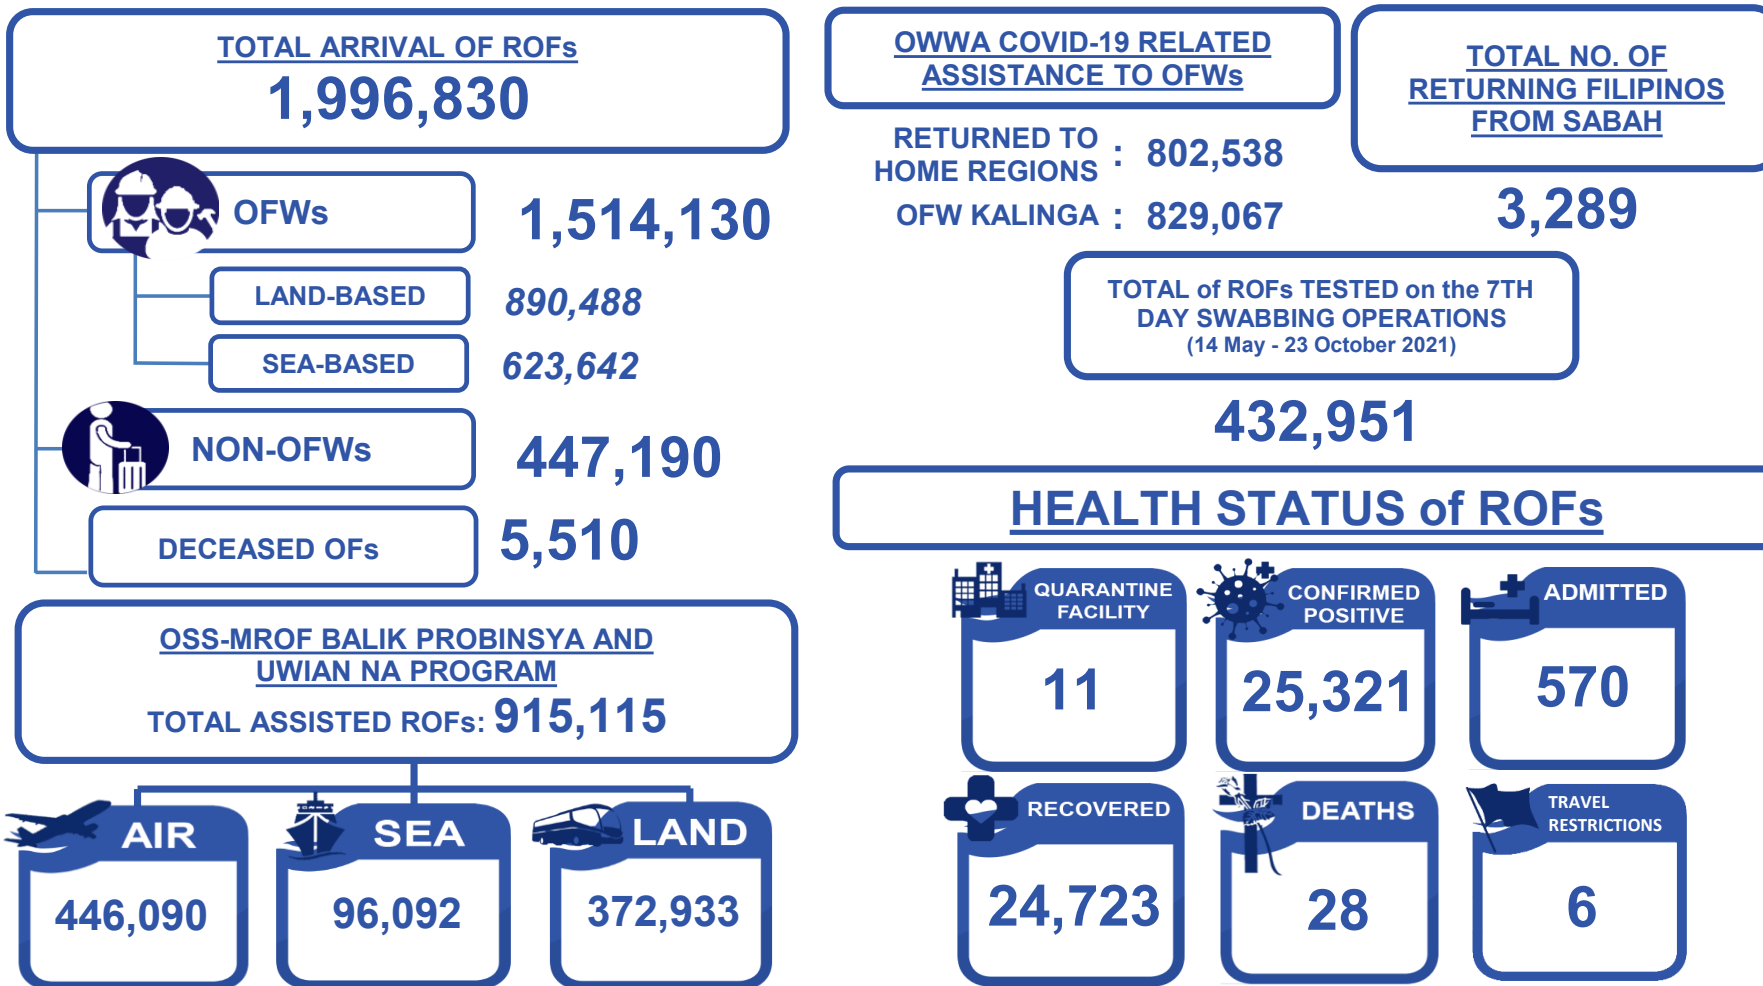 TOTAL ARRIVAL OF ROFs
1,996,830
OFWs
1,514,130
LAND-BASED
890,488
SEA-BASED
623,642
NON-OFWs
447,190
DECEASED OFs
5,510
OSS-MROF BALIK PROBINSYA AND
UWIAN NA PROGRAM
TOTAL ASSISTED ROFs: 915,115
AIR
446,090
SEA
96,092
LAND
372,933
OWWA COVID-19 RELATED
ASSISTANCE TO OFWs
RETURNED TO
HOME REGIONS : 802,538
OFW KALINGA : 829,067
TOTAL NO. OF
RETURNING FILIPINOS
FROM SABAH
3,289
TOTAL of ROFs TESTED on the 7TH
DAY SWABBING OPERATIONS
(14 May - 23 October 2021)
432,951
HEALTH STATUS of ROFs
QUARANTINE
FACILITY
11
CONFIRMED
POSITIVE
25,321
ADMITTED
570
RECOVERED
24,723
DEATHS
28
TRAVEL
RESTRICTIONS
6